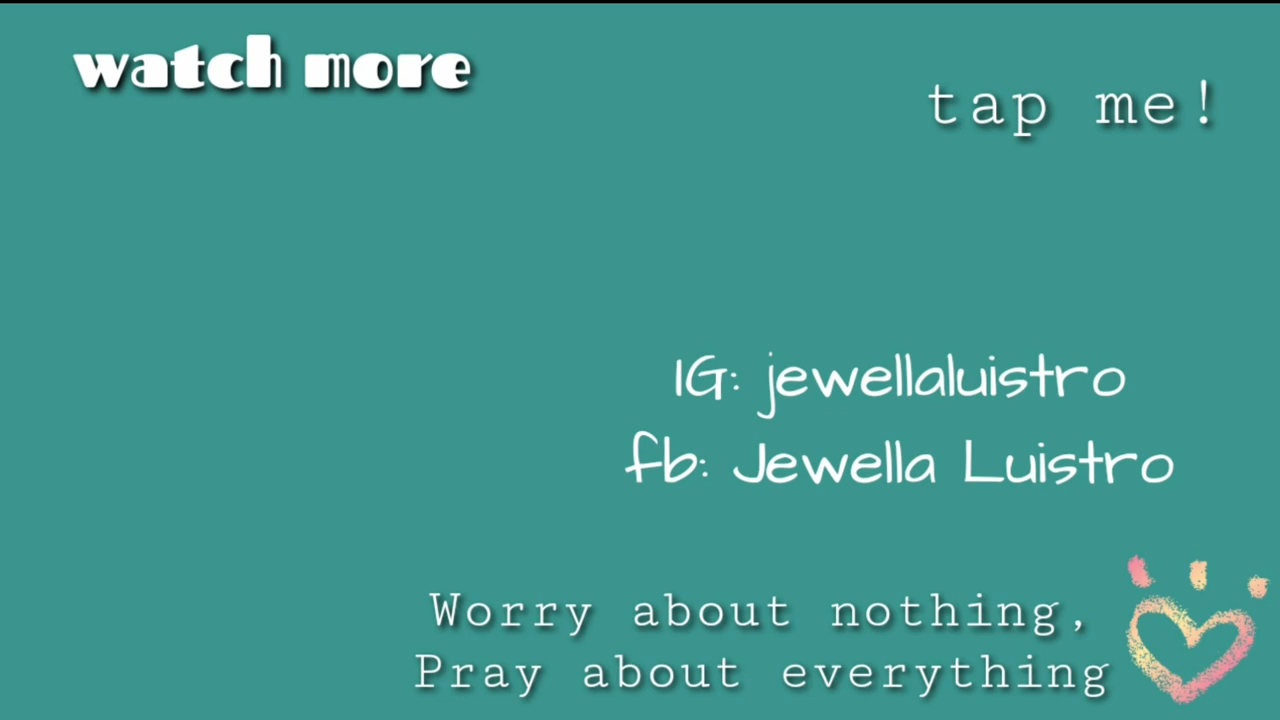 watch more
tap me!
IG: jewellaluistro
fb: Jewella Luistro
Worry about nothing,
Pray about everything